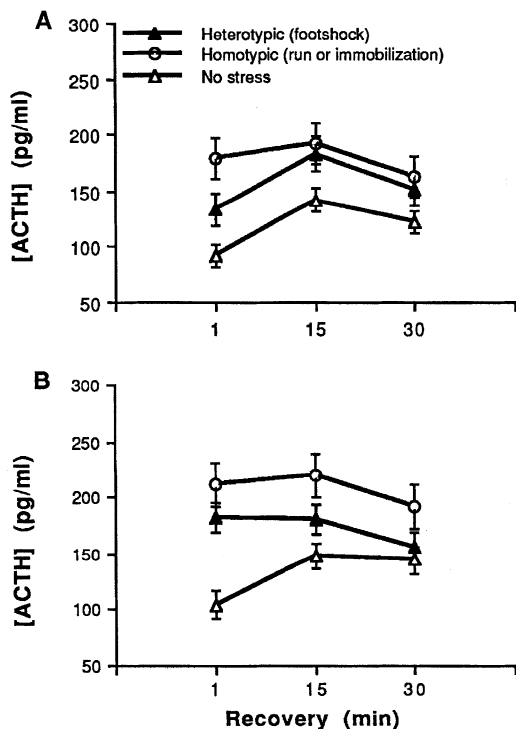 A
Heterotypic (footshock)
Homotypic (run or immobilization)
No stress
300
250
200
150
100
50
[ACTH] (pg/ml)
1 15 30
B
300
250
200
150
100
50
[ACTH] (pg/ml)
1 15 30
Recovery (min)